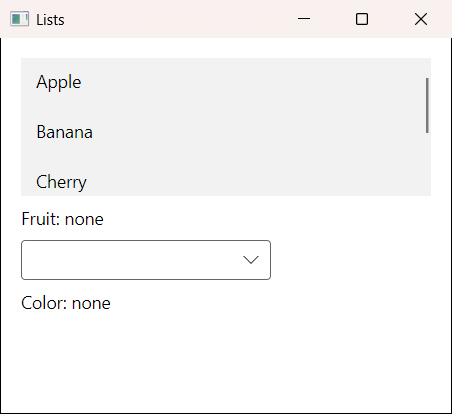 Lists
Apple
Banana
Cherry
Fruit: none
Color: none